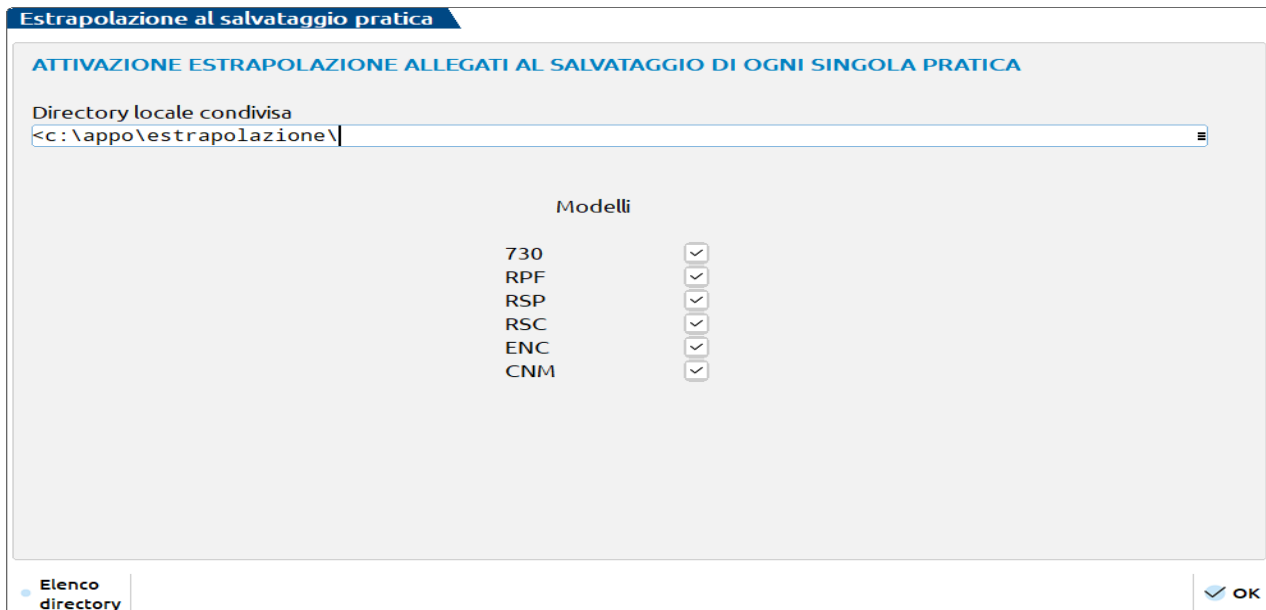 Estrapolazione al salvataggio pratica
ATTIVAZIONE ESTRAPOLAZIONE ALLEGATI AL SALVATAGGIO DI OGNI SINGOLA PRATICA
Directory locale condivisa
<c:\appo\estrapolazione\
Modelli
730
RPF
RSP
RSC
ENC
CNM
Elenco
directory
OK